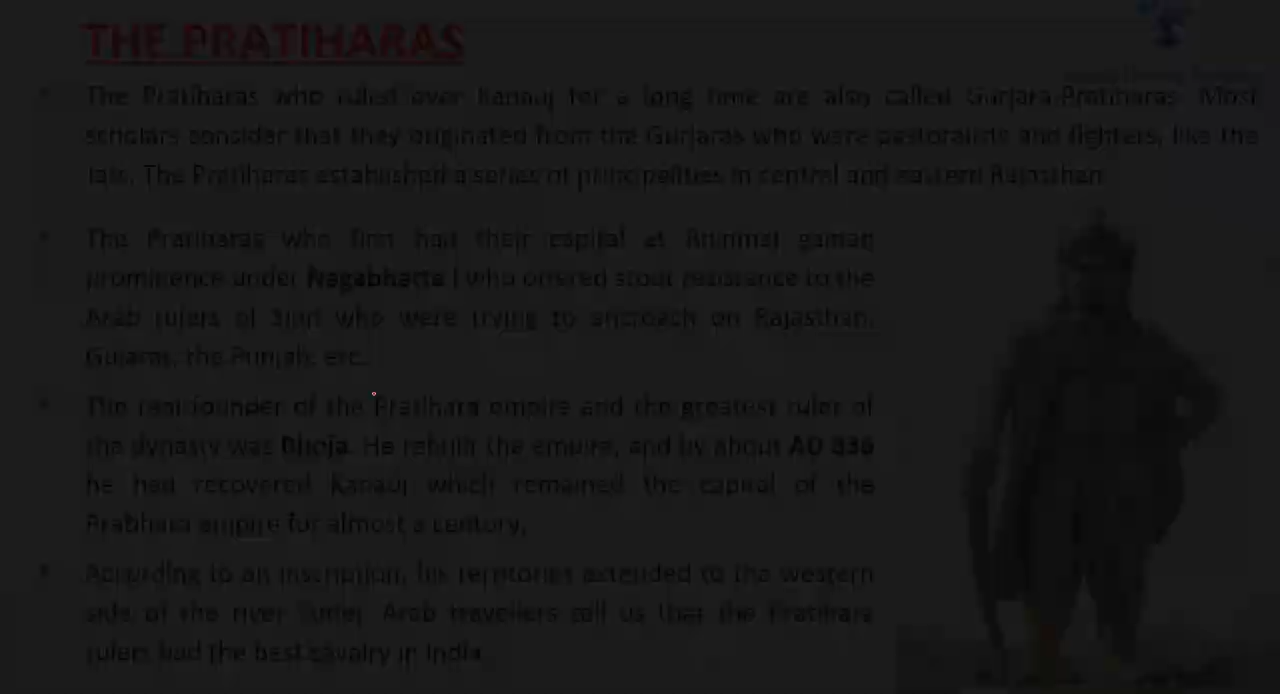 THE PRATIHARAS
The Pratiharas who ruled over Kanauj for a long time are also called Gurjara-Pratiharas. Most
scholars consider that they originated from the Gurjaras who were pastoralists and fighters, like the
Jats. The Pratiharas established a series of principalities in central and eastern Rajasthan.
The Pratiharas who first had their capital at Bhinmal gained
prominence under Nagabhatta I who offered stout resistance to the
Arab rulers of Sind who were trying to encroach on Rajasthan,
Gujarat, the Punjab, etc.
The real founder of the Pratihara empire and the greatest ruler of
the dynasty was Bhoja. He rebuilt the empire, and by about AD 836
he had recovered Kanauj which remained the capital of the
empire for almost a century.
According to an inscription, his territories extended to the western
side of the river Sutlej. Arab travellers tell us that the Pratihara
rulers had the best cavalry in India.